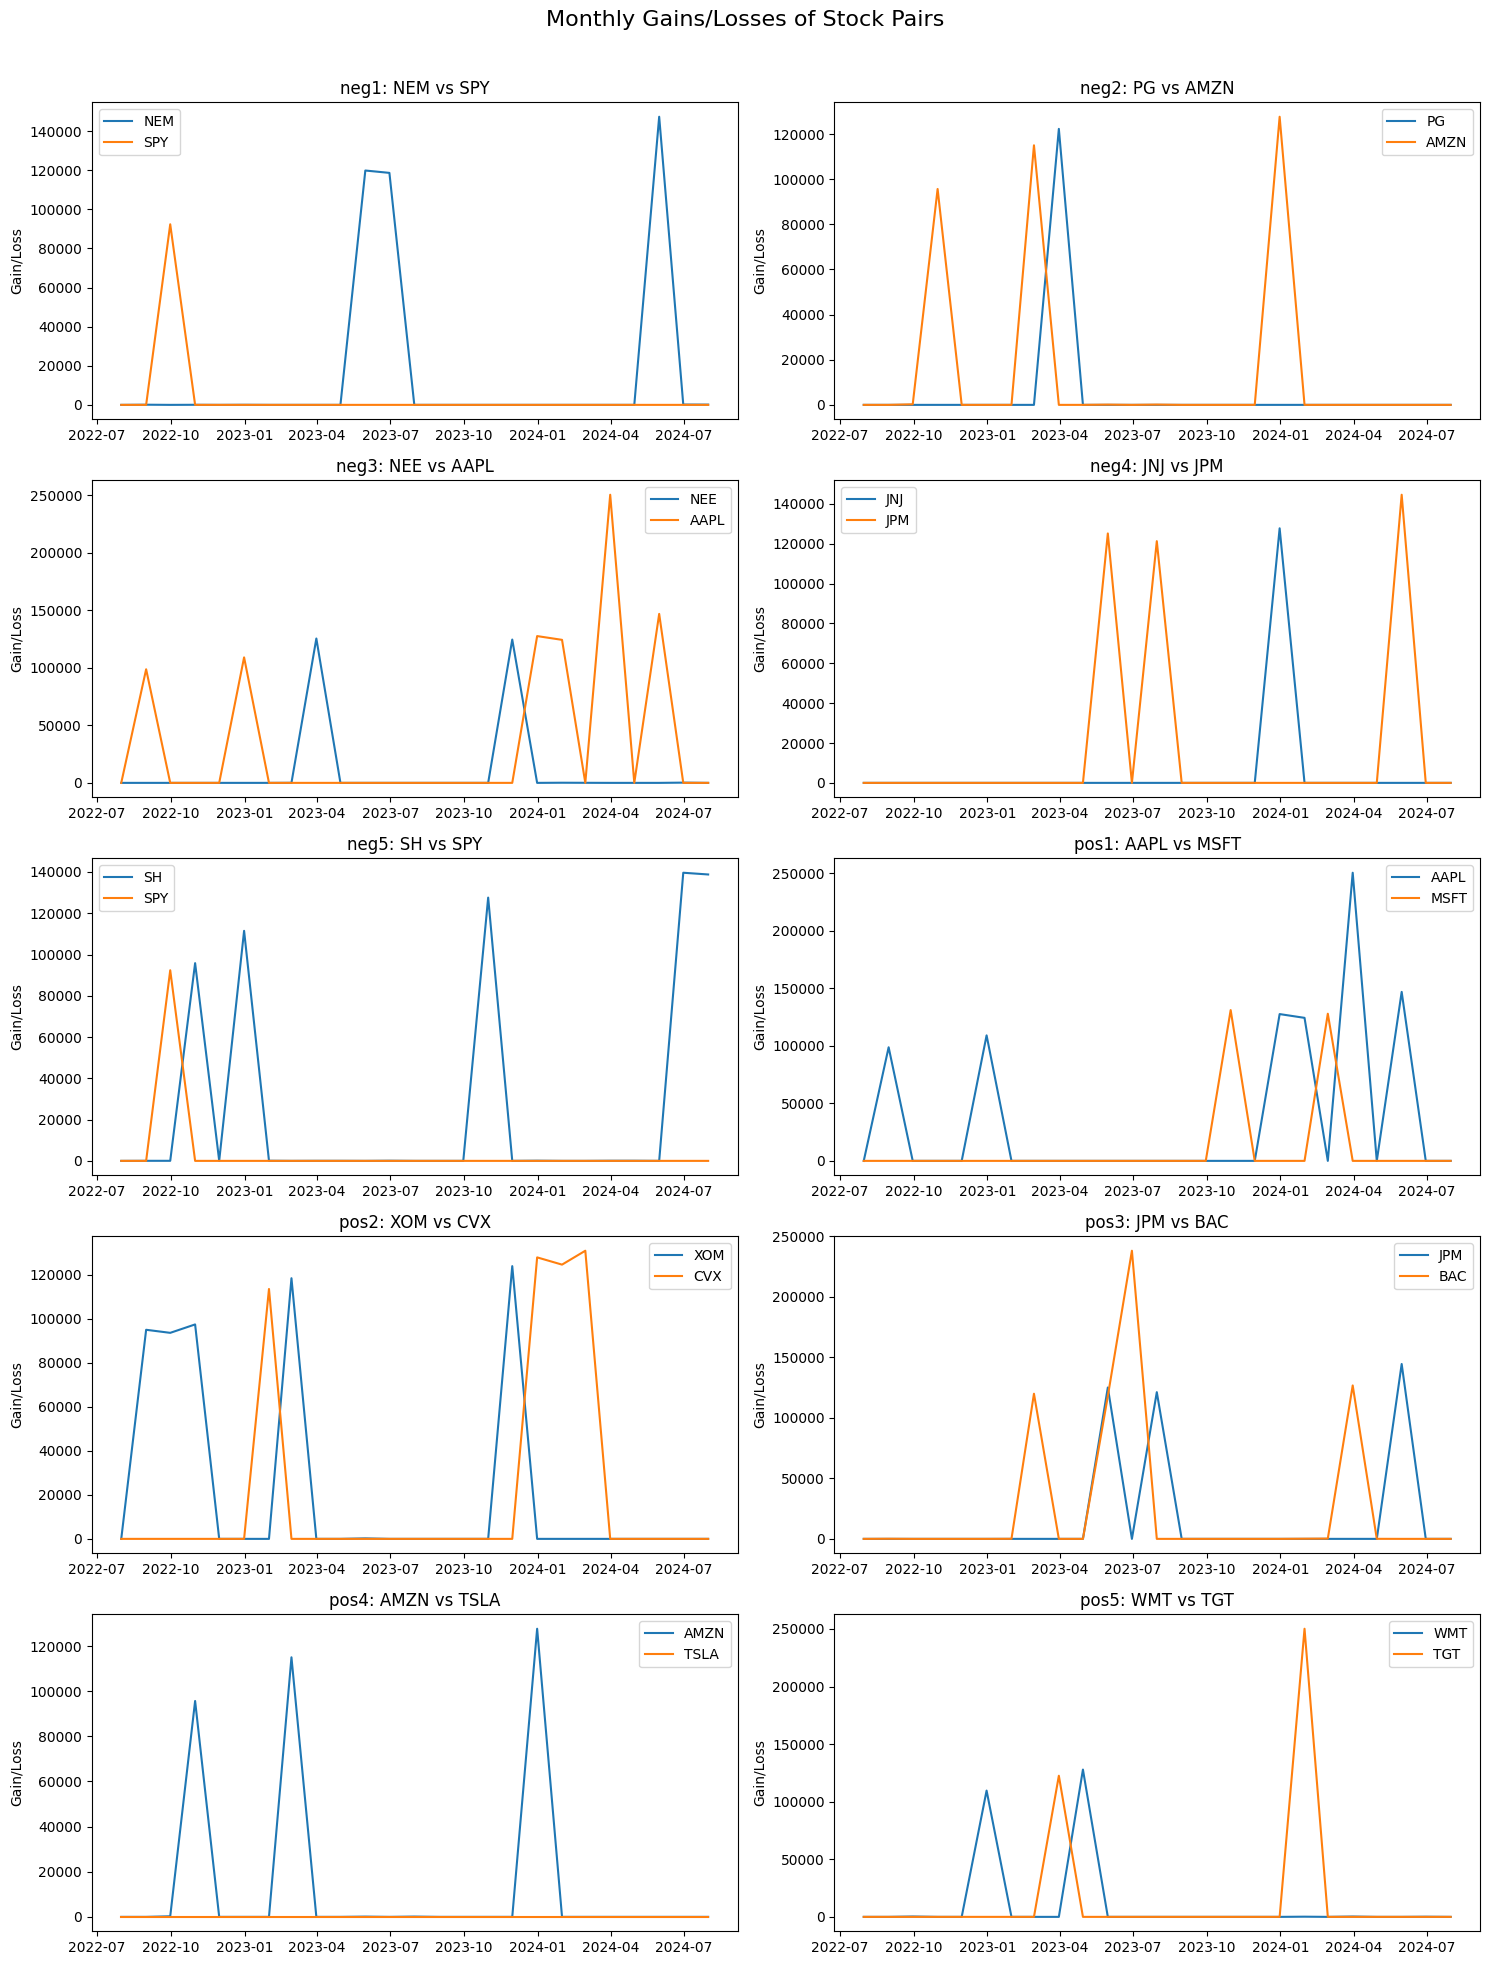 Monthly Gains/Losses of Stock Pairs
neg1: NEM vs SPY
NEM
SPY
Gain/Loss
140000
120000
100000
80000
60000
40000
20000
0
2022-07 2022-10 2023-01 2023-04 2023-07 2023-10 2024-01 2024-04 2024-07
neg2: PG vs AMZN
PG
AMZN
Gain/Loss
120000
100000
80000
60000
40000
20000
0
2022-07 2022-10 2023-01 2023-04 2023-07 2023-10 2024-01 2024-04 2024-07
neg3: NEE vs AAPL
NEE
AAPL
Gain/Loss
250000
200000
150000
100000
50000
0
2022-07 2022-10 2023-01 2023-04 2023-07 2023-10 2024-01 2024-04 2024-07
neg4: JNJ vs JPM
JNJ
JPM
Gain/Loss
140000
120000
100000
80000
60000
40000
20000
0
2022-07 2022-10 2023-01 2023-04 2023-07 2023-10 2024-01 2024-04 2024-07
neg5: SH vs SPY
SH
SPY
Gain/Loss
140000
120000
100000
80000
60000
40000
20000
0
2022-07 2022-10 2023-01 2023-04 2023-07 2023-10 2024-01 2024-04 2024-07
pos1: AAPL vs MSFT
AAPL
MSFT
Gain/Loss
250000
200000
150000
100000
50000
0
2022-07 2022-10 2023-01 2023-04 2023-07 2023-10 2024-01 2024-04 2024-07
pos2: XOM vs CVX
XOM
CVX
Gain/Loss
120000
100000
80000
60000
40000
20000
0
2022-07 2022-10 2023-01 2023-04 2023-07 2023-10 2024-01 2024-04 2024-07
pos3: JPM vs BAC
JPM
BAC
Gain/Loss
250000
200000
150000
100000
50000
0
2022-07 2022-10 2023-01 2023-04 2023-07 2023-10 2024-01 2024-04 2024-07
pos4: AMZN vs TSLA
AMZN
TSLA
Gain/Loss
120000
100000
80000
60000
40000
20000
0
2022-07 2022-10 2023-01 2023-04 2023-07 2023-10 2024-01 2024-04 2024-07
pos5: WMT vs TGT
WMT
TGT
Gain/Loss
250000
200000
150000
100000
50000
0
2022-07 2022-10 2023-01 2023-04 2023-07 2023-10 2024-01 2024-04 2024-07